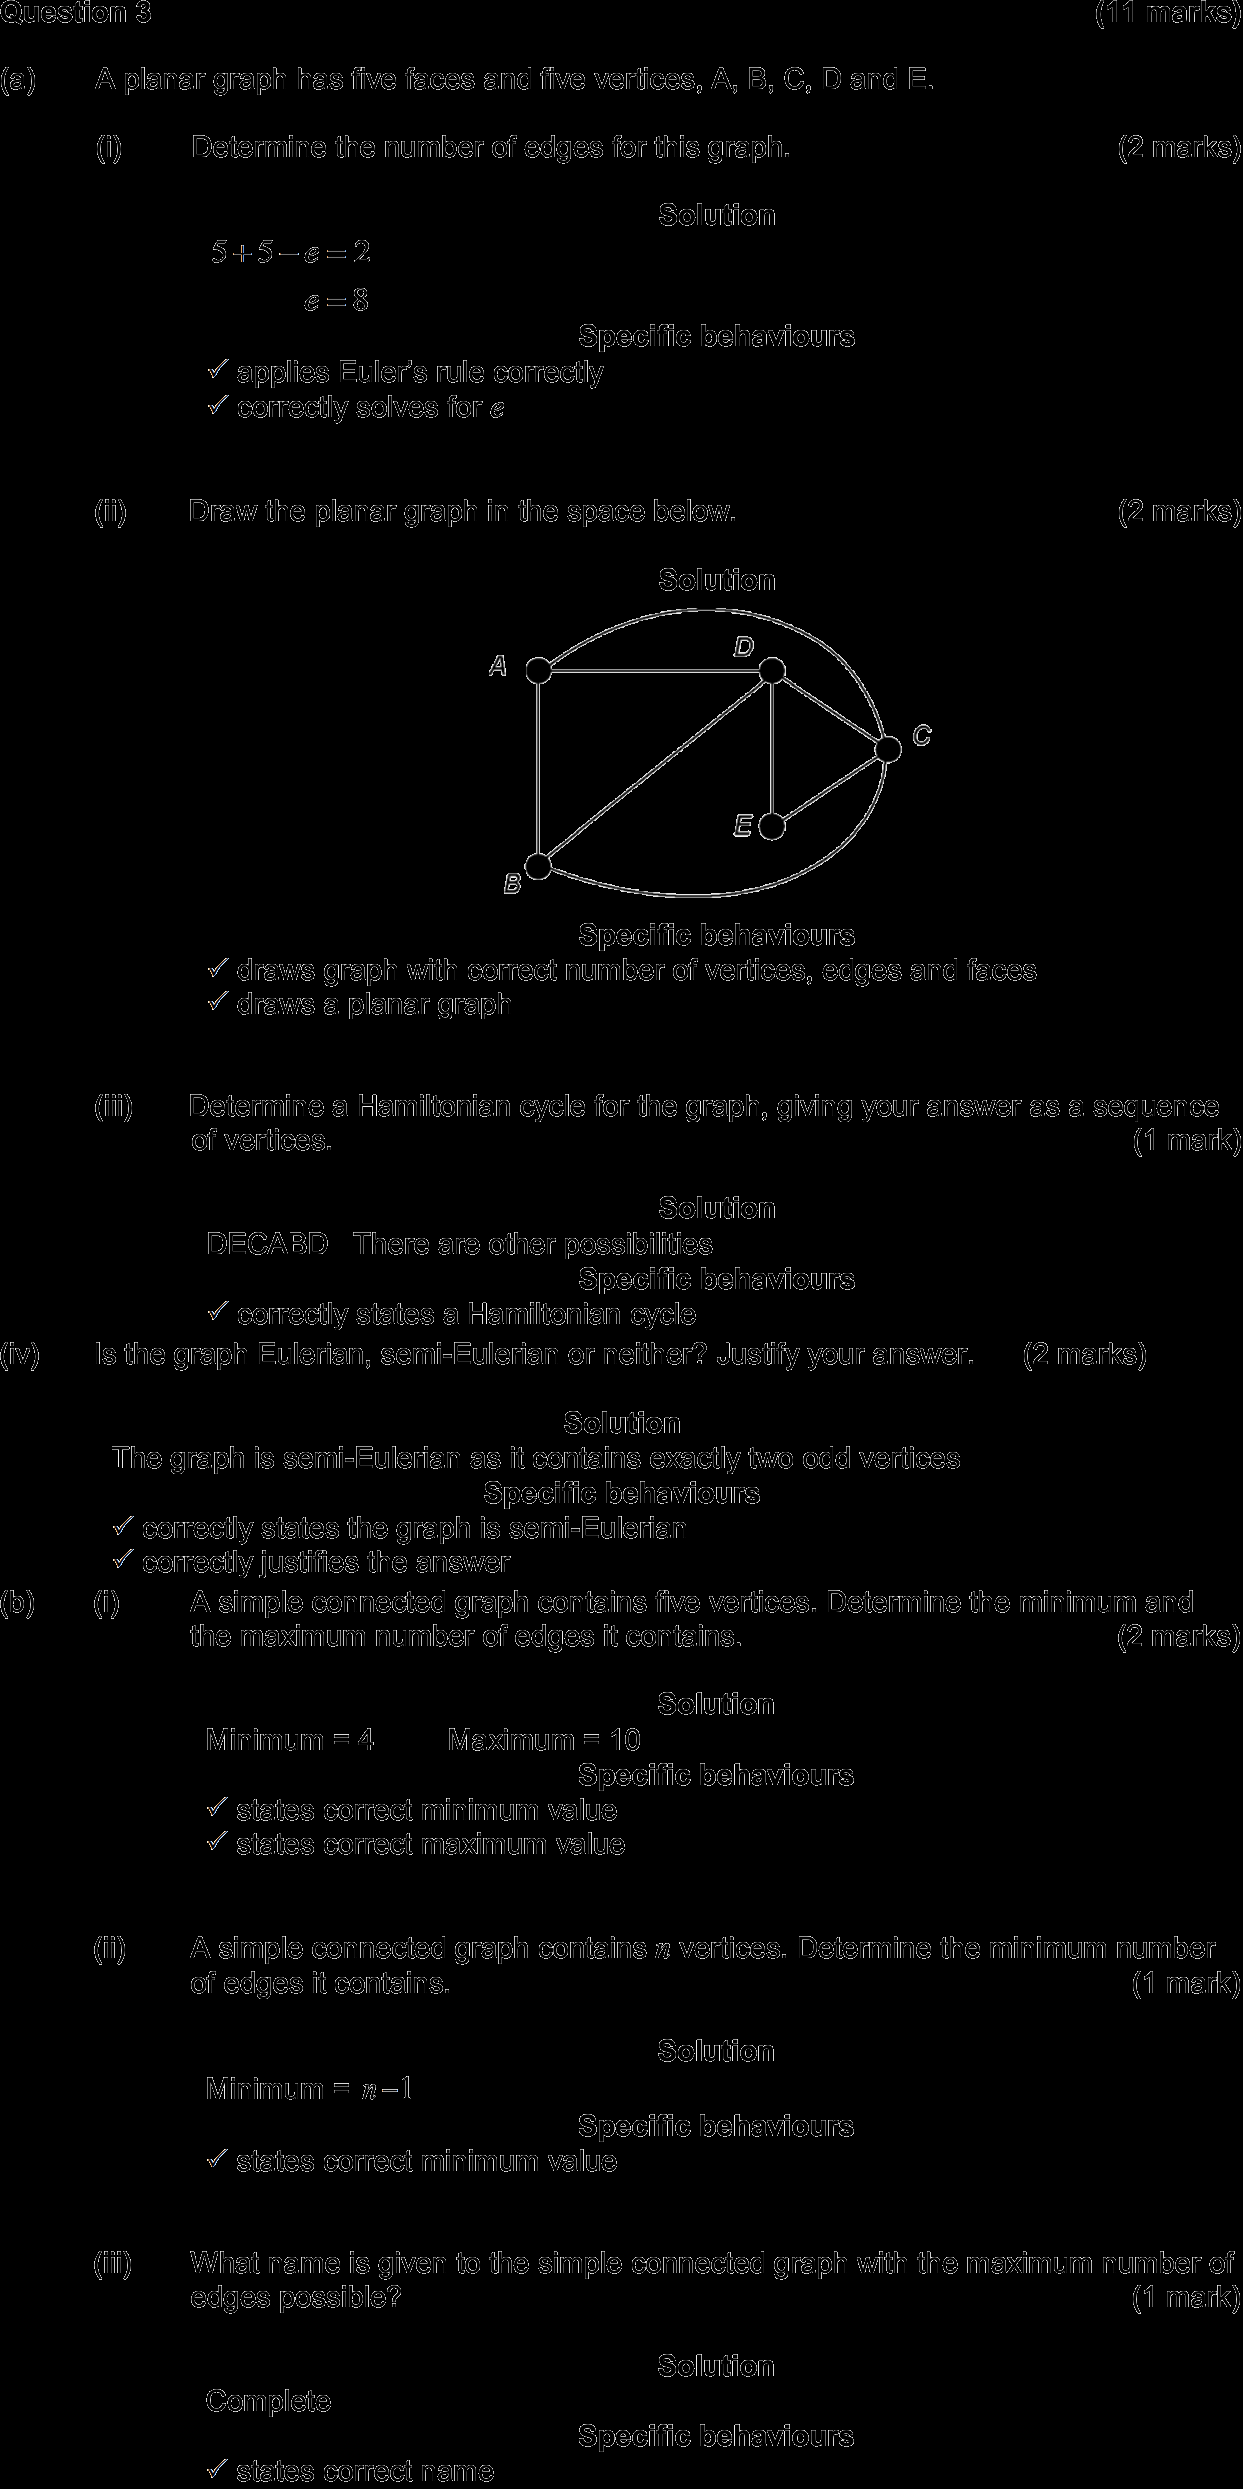 Question 3 (11 marks)
(a) A planar graph has five faces and five vertices, A, B, C, D and E.
(i) Determine the number of edges for this graph. (2 marks)
Solution
5 + 5 − e = 2
e = 8
Specific behaviours
✓ applies Euler's rule correctly
✓ correctly solves for e
(ii) Draw the planar graph in the space below. (2 marks)
Solution
D
A
C
E
B
Specific behaviours
✓ draws graph with correct number of vertices, edges and faces
✓ draws a planar graph
(iii) Determine a Hamiltonian cycle for the graph, giving your answer as a sequence
of vertices. (1 mark)
Solution
DECABD There are other possibilities
Specific behaviours
✓ correctly states a Hamiltonian cycle
(iv) Is the graph Eulerian, semi-Eulerian or neither? Justify your answer. (2 marks)
Solution
The graph is semi-Eulerian as it contains exactly two odd vertices
Specific behaviours
✓ correctly states the graph is semi-Eulerian
✓ correctly justifies the answer
(b) (i) A simple connected graph contains five vertices. Determine the minimum and
the maximum number of edges it contains. (2 marks)
Solution
Minimum = 4 Maximum = 10
Specific behaviours
✓ states correct minimum value
✓ states correct maximum value
(ii) A simple connected graph contains n vertices. Determine the minimum number
of edges it contains. (1 mark)
Solution
Minimum = n − 1
Specific behaviours
✓ states correct minimum value
(iii) What name is given to the simple connected graph with the maximum number of
edges possible? (1 mark)
Solution
Complete
Specific behaviours
✓ states correct name